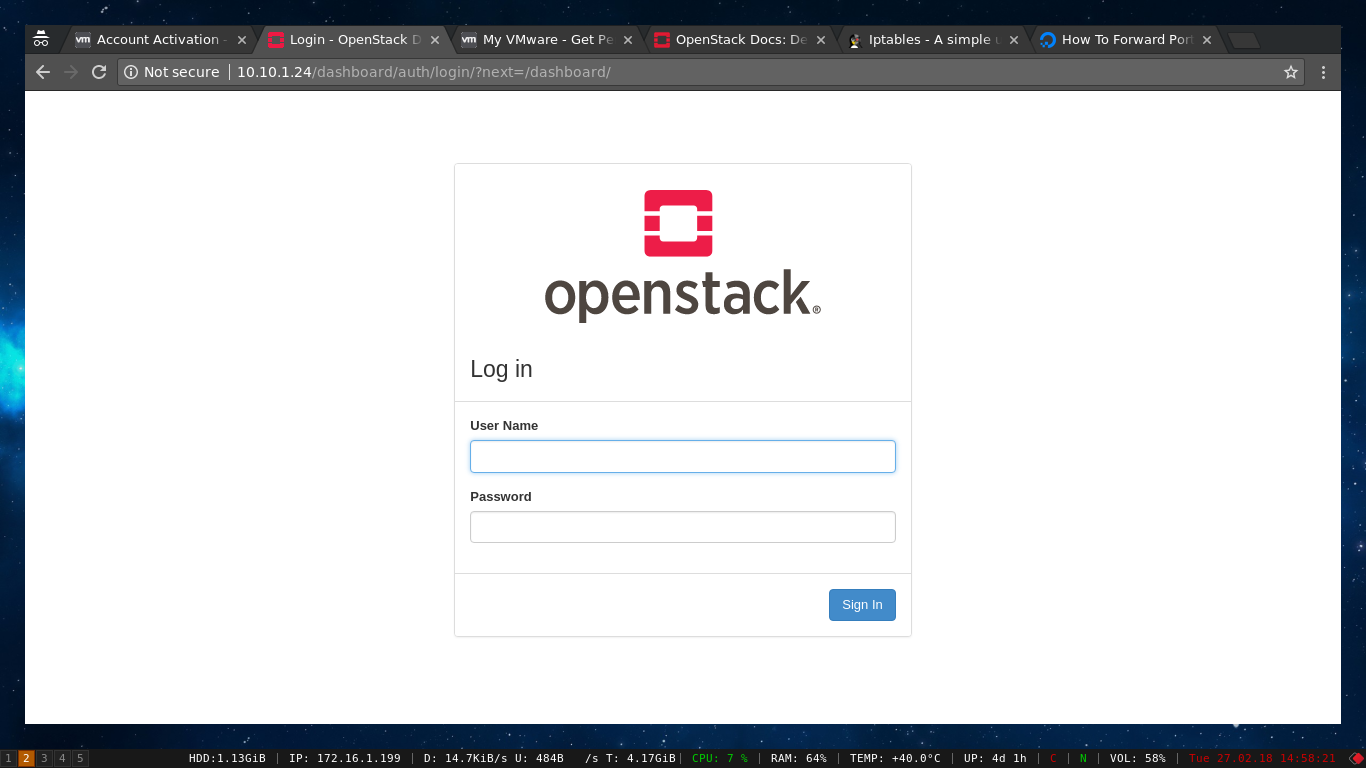 Account Activation -
Login - OpenStack D
My VMware - Get Pe
OpenStack Docs: De
Iptables - A simple u
How To Forward Port
Not secure | 10.10.1.24/dashboard/auth/login/?next=/dashboard/
openstack®
Log in
User Name
Password
Sign In
1 2 3 4 5 HDD:1.13GiB | IP: 172.16.1.199 | D: 14.7KiB/s U: 484B /s T: 4.17GiB| CPU: 7 % | RAM: 64% | TEMP: +40.0°C | UP: 4d 1h | C | N | VOL: 58% | Tue 27.02.18 14:58:21